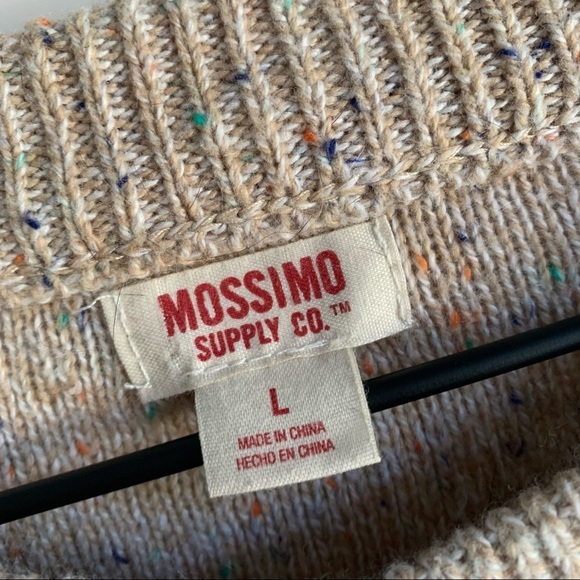 MOSSIMO
SUPPLY CO.™
L
MADE IN CHINA
HECHO EN CHINA